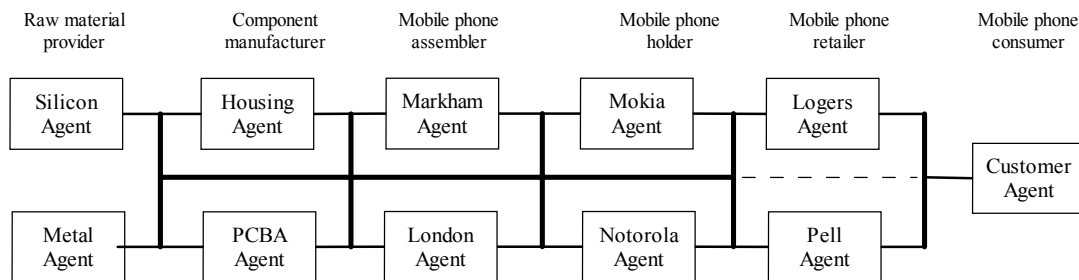 Raw material
provider
Component
manufacturer
Mobile phone
assembler
Mobile phone
holder
Mobile phone
retailer
Mobile phone
consumer
Silicon
Agent
Housing
Agent
Markham
Agent
Mokia
Agent
Logers
Agent
Customer
Agent
Metal
Agent
PCBA
Agent
London
Agent
Notorola
Agent
Pell
Agent